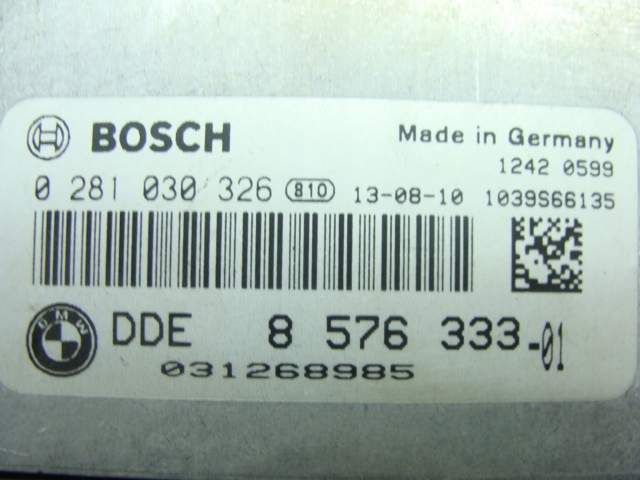 BOSCH
Made in Germany
1242 0599
0 281 030 326 810 13-08-10 1039S66135
BMW
DDE 8 576 333-01
031268985